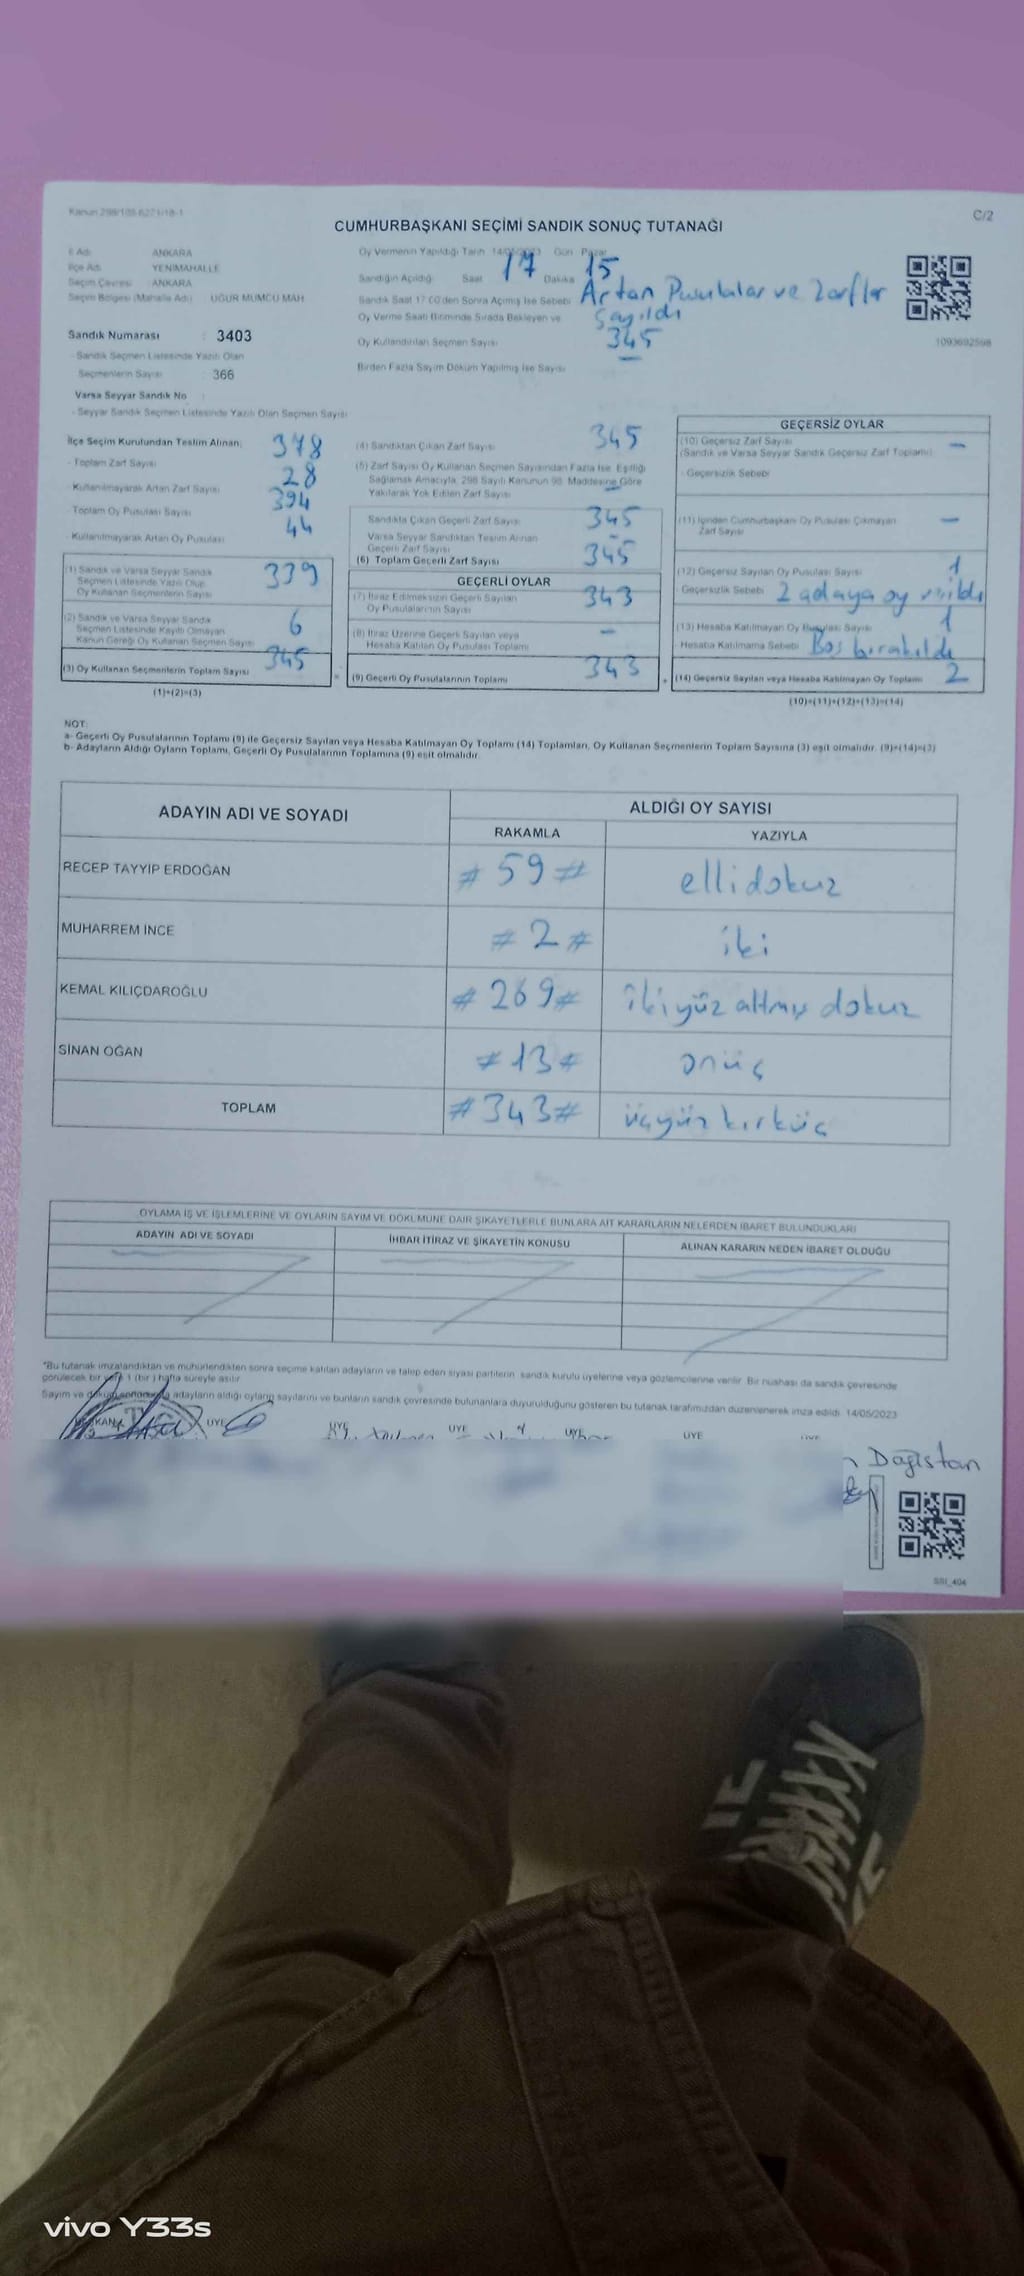 Kanun 298/105 6271/18-1
C/2
CUMHURBAŞKANI SEÇİMİ SANDIK SONUÇ TUTANAĞI
İl Adı: ANKARA
İlçe Adı: YENİMAHALLE
Seçim Çevresi: ANKARA
Seçim Bölgesi (Mahalle Adı): UĞUR MUMCU MAH.
Sandık Numarası : 3403
- Sandık Seçmen Listesinde Yazılı Olan
Seçmenlerin Sayısı : 366
Varsa Seyyar Sandık No :
- Seyyar Sandık Seçmen Listesinde Yazılı Olan Seçmen Sayısı:
Oy Vermenin Yapıldığı Tarih 14/05/2023 Gün Pazar
Sandığın Açıldığı Saat 17 Dakika 15
Sandık Saat 17:00'den Sonra Açımış İse Sebebi Artan Pusulalar ve Zarflar
Sayıldı
Oy Verme Saati Bitiminde Sırada Bekleyen ve
Oy Kullandırılan Seçmen Sayısı 345
Birden Fazla Sayım Döküm Yapılmış İse Sayısı —
1093692598
İlçe Seçim Kurulundan Teslim Alınan:
- Toplam Zarf Sayısı 378
- Kullanılmayarak Artan Zarf Sayısı 28
- Toplam Oy Pusulası Sayısı 394
- Kullanılmayarak Artan Oy Pusulası 44
(1) Sandık ve Varsa Seyyar Sandık
Seçmen Listesinde Yazılı Olup
Oy Kullanan Seçmenlerin Sayısı 339
(2) Sandık ve Varsa Seyyar Sandık
Seçmen Listesinde Kayıtlı Olmayan
Kanun Gereği Oy Kullanan Seçmen Sayısı 6
(3) Oy Kullanan Seçmenlerin Toplam Sayısı 345
(1)+(2)=(3)
(4) Sandıktan Çıkan Zarf Sayısı 345
(5) Zarf Sayısı Oy Kullanan Seçmen Sayısından Fazla İse, Eşitliği
Sağlamak Amacıyla, 298 Sayılı Kanunun 98. Maddesine Göre
Yakılarak Yok Edilen Zarf Sayısı —
Sandıkta Çıkan Geçerli Zarf Sayısı 345
Varsa Seyyar Sandıktan Teslim Alınan
Geçerli Zarf Sayısı —
(6) Toplam Geçerli Zarf Sayısı 345
GEÇERLİ OYLAR
(7) İtiraz Edilmeksizin Geçerli Sayılan
Oy Pusulalarının Sayısı 343
(8) İtiraz Üzerine Geçerli Sayılan veya
Hesaba Katılan Oy Pusulası Toplamı —
(9) Geçerli Oy Pusulalarının Toplamı 343
GEÇERSİZ OYLAR
(10) Geçersiz Zarf Sayısı —
(Sandık ve Varsa Seyyar Sandık Geçersiz Zarf Toplamı)
- Geçersizlik Sebebi
(11) İçinden Cumhurbaşkanı Oy Pusulası Çıkmayan
Zarf Sayısı —
(12) Geçersiz Sayılan Oy Pusulası Sayısı 1
- Geçersizlik Sebebi 2 adaya oy verildi
(13) Hesaba Katılmayan Oy Pusulası Sayısı 1
- Hesaba Katılmama Sebebi Boş bırakıldı
(14) Geçersiz Sayılan veya Hesaba Katılmayan Oy Toplamı 2
(10)+(11)+(12)+(13)=(14)
NOT:
a- Geçerli Oy Pusulalarının Toplamı (9) ile Geçersiz Sayılan veya Hesaba Katılmayan Oy Toplamı (14) Toplamları, Oy Kullanan Seçmenlerin Toplam Sayısına (3) eşit olmalıdır. (9)+(14)=(3)
b- Adayların Aldığı Oyların Toplamı, Geçerli Oy Pusulalarının Toplamına (9) eşit olmalıdır.
ADAYIN ADI VE SOYADI
ALDIĞI OY SAYISI
RAKAMLA YAZIYLA
RECEP TAYYİP ERDOĞAN # 59 # ellidokuz
MUHARREM İNCE # 2 # iki
KEMAL KILIÇDAROĞLU # 269 # ikiyüz altmış dokuz
SİNAN OĞAN # 13 # onüç
TOPLAM # 343 # üçyüz kırküç
OYLAMA İŞ VE İŞLEMLERİNE VE OYLARIN SAYIM VE DÖKÜMÜNE DAİR ŞİKAYETLERLE BUNLARA AİT KARARLARIN NELERDEN İBARET BULUNDUKLARI
ADAYIN ADI VE SOYADI İHBAR İTİRAZ VE ŞİKAYETİN KONUSU ALINAN KARARIN NEDEN İBARET OLDUĞU
*Bu tutanak imzalandıktan ve mühürlendikten sonra seçime katılan adayların ve talep eden siyasi partilerin sandık kurulu üyelerine veya gözlemcilerine verilir. Bir nüshası da sandık çevresinde
görülecek bir yere 1 (bir) hafta süreyle asılır.
Sayım ve döküm sonucunda adayların aldığı oyların sayılarını ve bunların sandık çevresinde bulunanlara duyurulduğunu gösteren bu tutanak tarafımızdan düzenlenerek imza edildi. 14/05/2023
BAŞKAN ÜYE ÜYE ÜYE ÜYE ÜYE ÜYE
Dağıstan
SSI_404
vivo Y33s